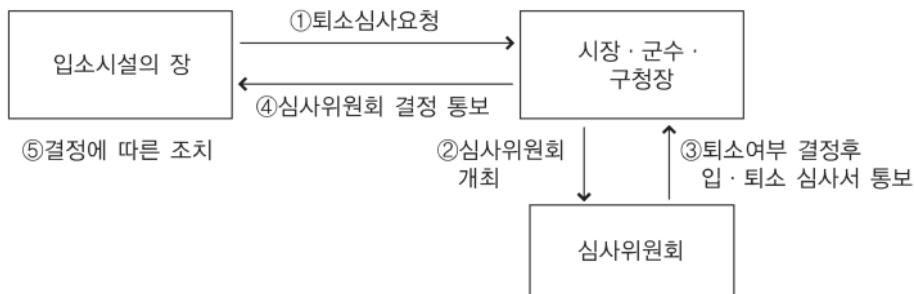 ①퇴소심사요청
입소시설의 장
시장 · 군수 ·
구청장
④심사위원회 결정 통보
⑤결정에 따른 조치
②심사위원회
개최
③퇴소여부 결정후
입 · 퇴소 심사서 통보
심사위원회